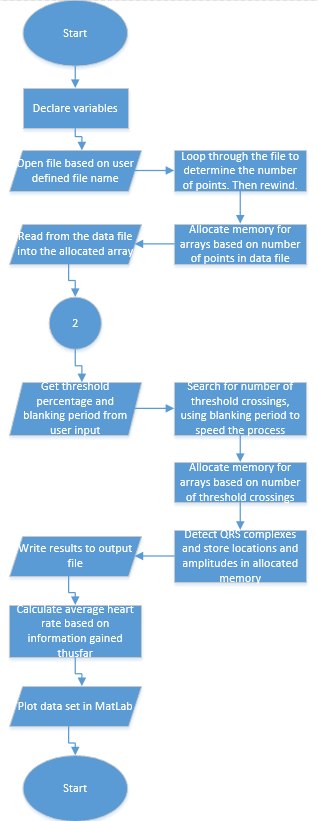 Start
Declare variables
Open file based on user
defined file name
Loop through the file to
determine the number
of points. Then rewind.
Allocate memory for
arrays based on number
of points in data file
Read from the data file
into the allocated array
2
Get threshold
percentage and
blanking period from
user input
Search for number of
threshold crossings,
using blanking period to
speed the process
Allocate memory for
arrays based on number
of threshold crossings
Detect QRS complexes
and store locations and
amplitudes in allocated
memory
Write results to output
file
Calculate average heart
rate based on
information gained
thusfar
Plot data set in MatLab
Start